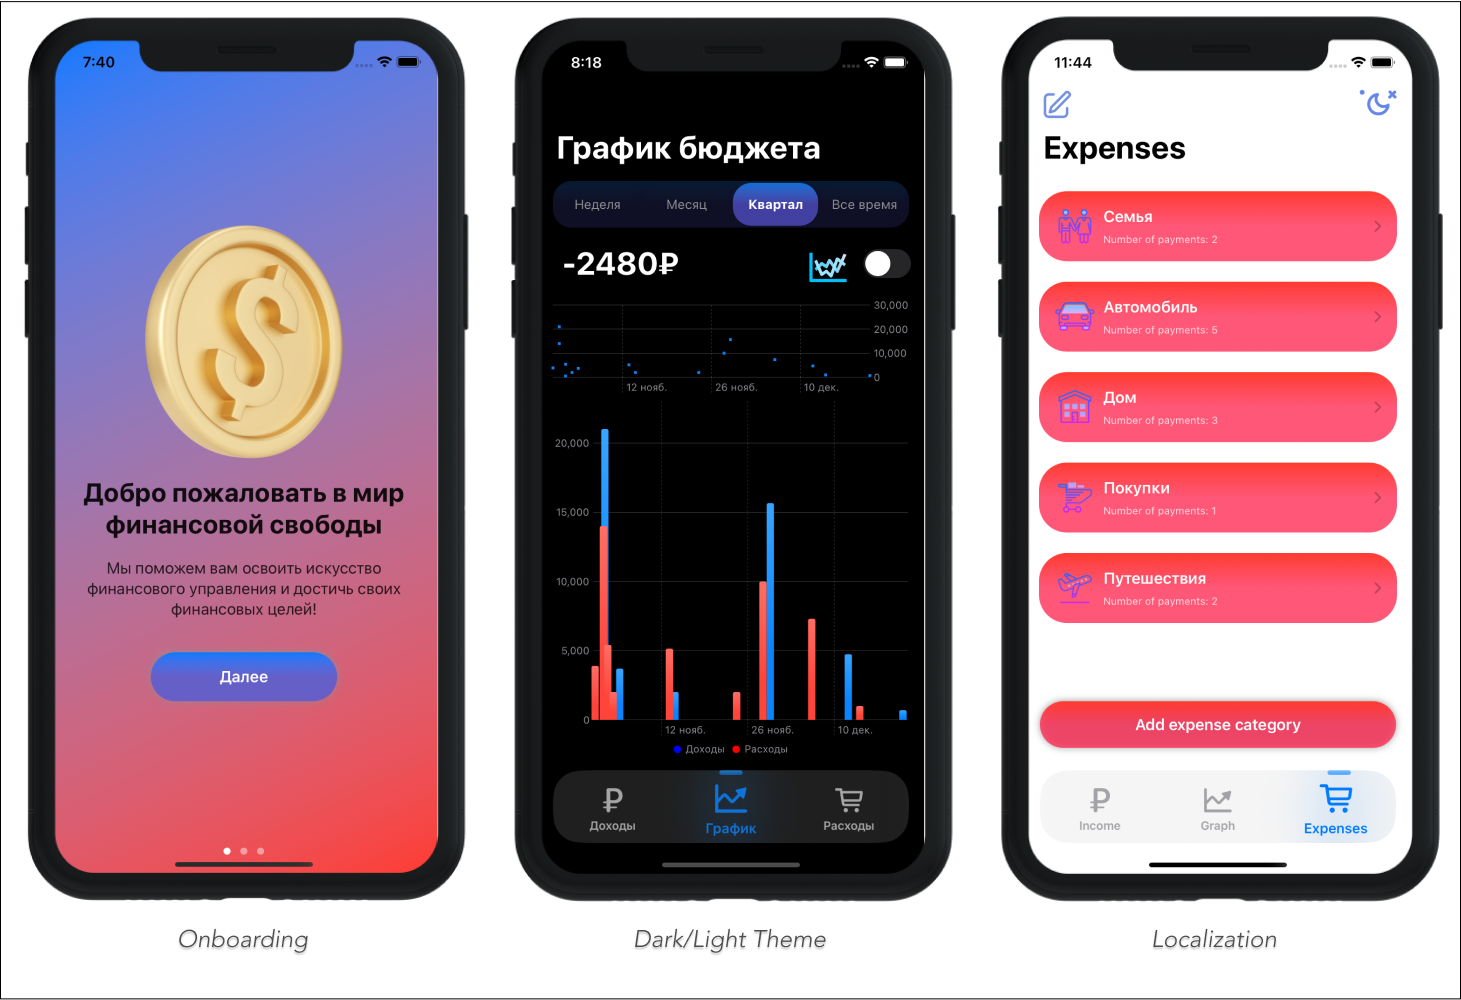 7:40
Добро пожаловать в мир
финансовой свободы
Мы поможем вам освоить искусство
финансового управления и достичь своих
финансовых целей!
Далее
Onboarding
8:18
График бюджета
Неделя Месяц Квартал Все время
-2480₽
30,000
20,000
10,000
0
12 нояб. 26 нояб. 10 дек.
20,000
15,000
10,000
5,000
0
12 нояб. 26 нояб. 10 дек.
Доходы Расходы
Доходы График Расходы
Dark/Light Theme
11:44
Expenses
Семья
Number of payments: 2
Автомобиль
Number of payments: 5
Дом
Number of payments: 3
Покупки
Number of payments: 1
Путешествия
Number of payments: 2
Add expense category
Income Graph Expenses
Localization